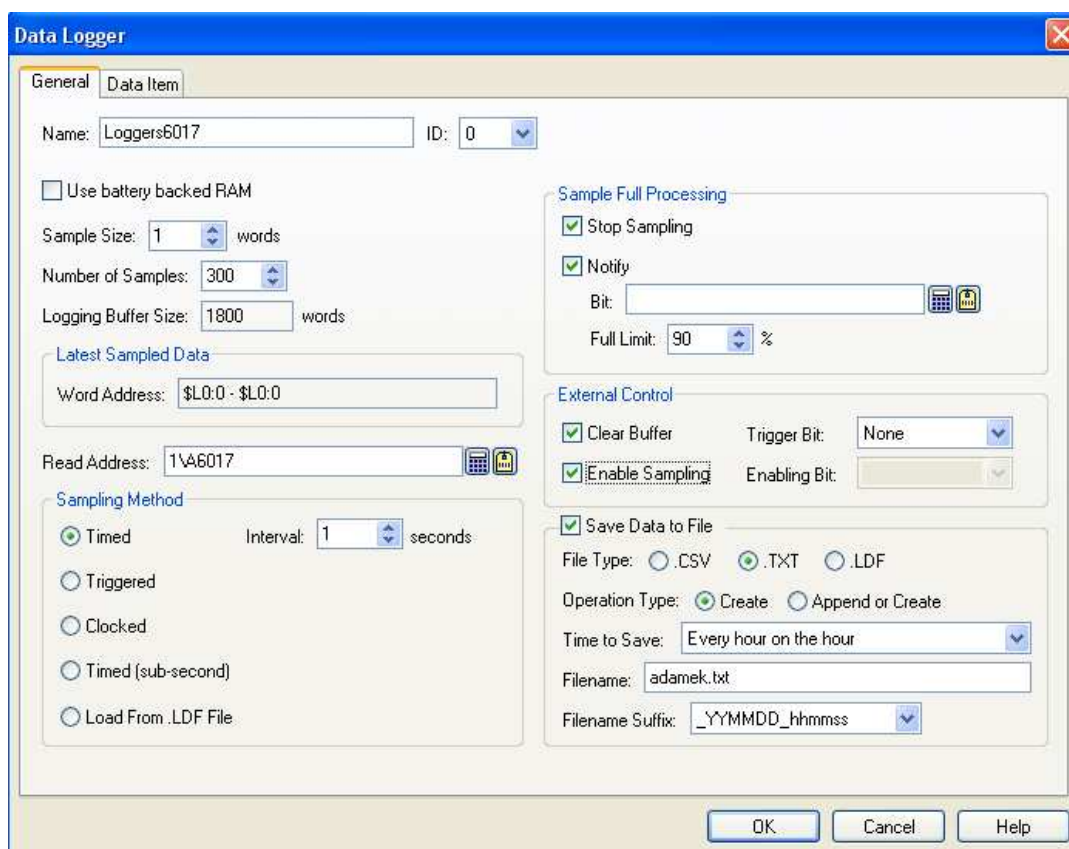 Data Logger
General
Data Item
Name: Loggers6017 ID: 0
Use battery backed RAM
Sample Size: 1 words
Number of Samples: 300
Logging Buffer Size: 1800 words
Latest Sampled Data
Word Address: $L0:0 - $L0:0
Read Address: 1\A6017
Sampling Method
Timed Interval: 1 seconds
Triggered
Clocked
Timed (sub-second)
Load From .LDF File
Sample Full Processing
Stop Sampling
Notify
Bit:
Full Limit: 90 %
External Control
Clear Buffer Trigger Bit: None
Enable Sampling Enabling Bit:
Save Data to File
File Type: .CSV .TXT .LDF
Operation Type: Create Append or Create
Time to Save: Every hour on the hour
Filename: adamek.txt
Filename Suffix: _YYMMDD_hhmmss
OK Cancel Help